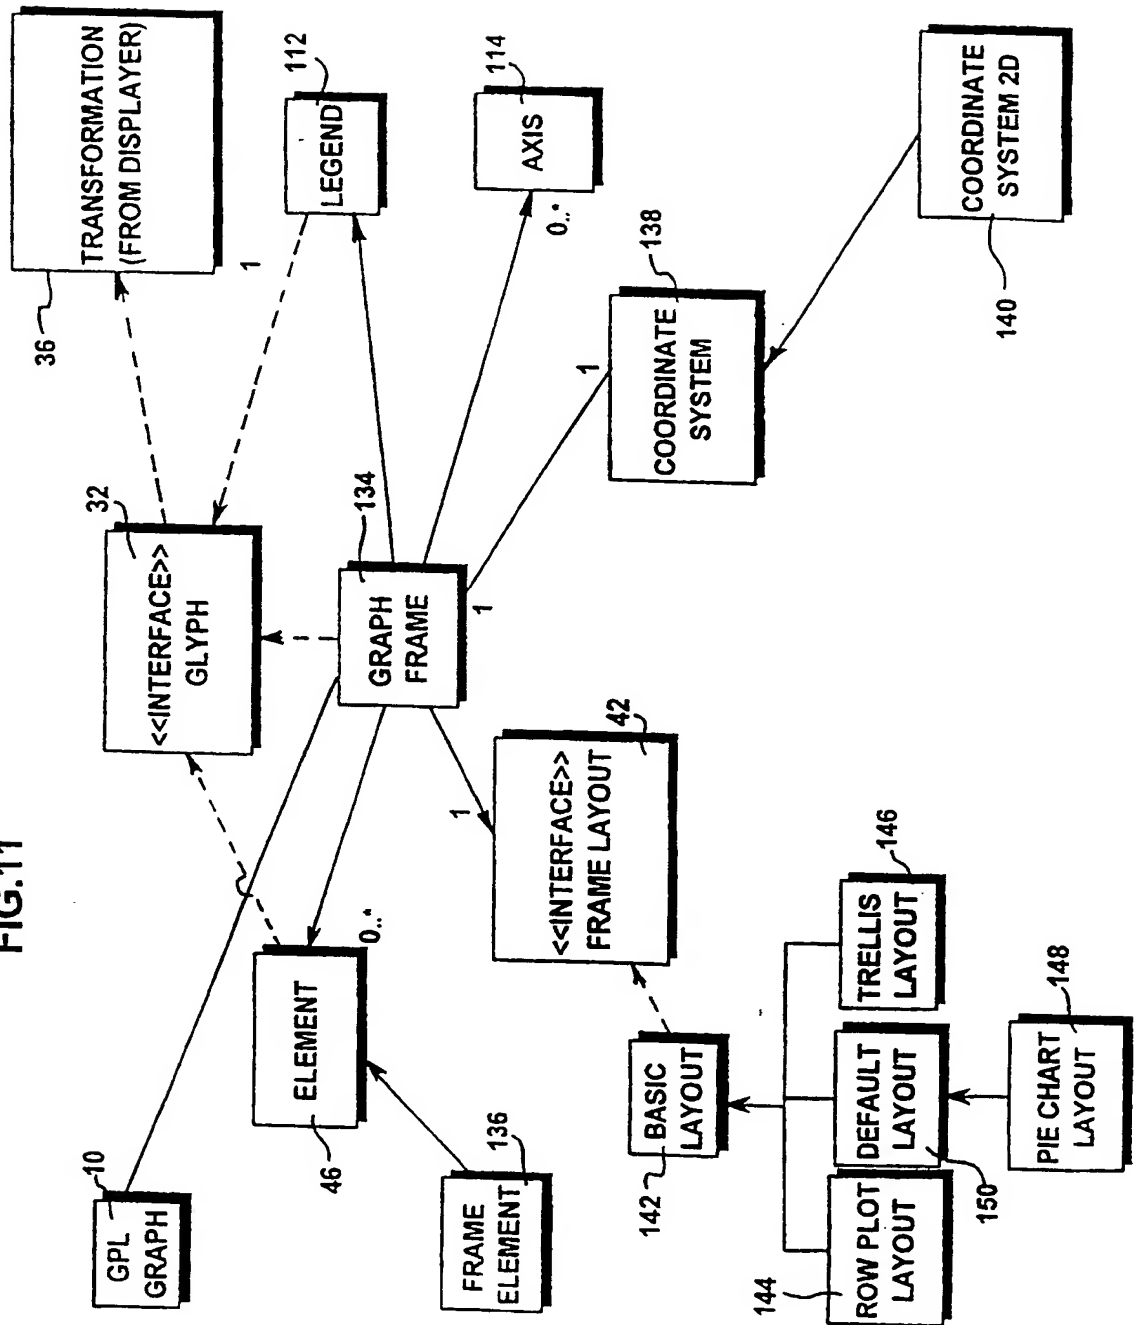 FIG.11
10
GPL
GRAPH
FRAME
ELEMENT
136
ELEMENT
46
0..*
<<INTERFACE>>
GLYPH
32
TRANSFORMATION
(FROM DISPLAYER)
36
1
LEGEND
112
AXIS
114
0..*
GRAPH
FRAME
134
1
1
COORDINATE
SYSTEM
138
COORDINATE
SYSTEM 2D
140
1
<<INTERFACE>>
FRAME LAYOUT
42
BASIC
LAYOUT
142
ROW PLOT
LAYOUT
144
DEFAULT
LAYOUT
150
TRELLIS
LAYOUT
146
PIE CHART
LAYOUT
148